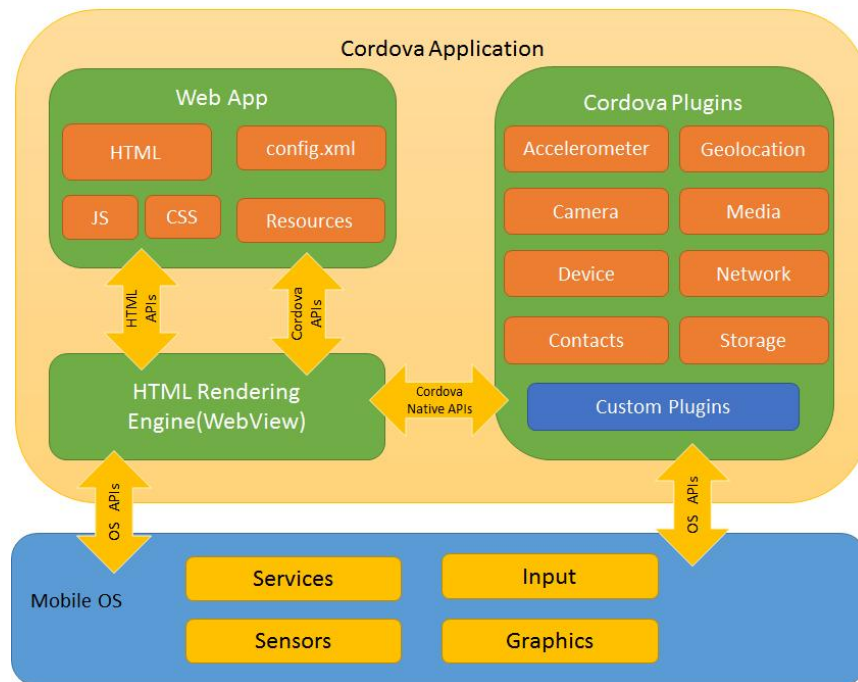 Cordova Application
Web App
HTML
config.xml
JS
CSS
Resources
HTML
APIs
Cordova
APIs
HTML Rendering
Engine(WebView)
Cordova
Native APIs
Cordova Plugins
Accelerometer
Geolocation
Camera
Media
Device
Network
Contacts
Storage
Custom Plugins
OS APIs
OS APIs
Mobile OS
Services
Input
Sensors
Graphics